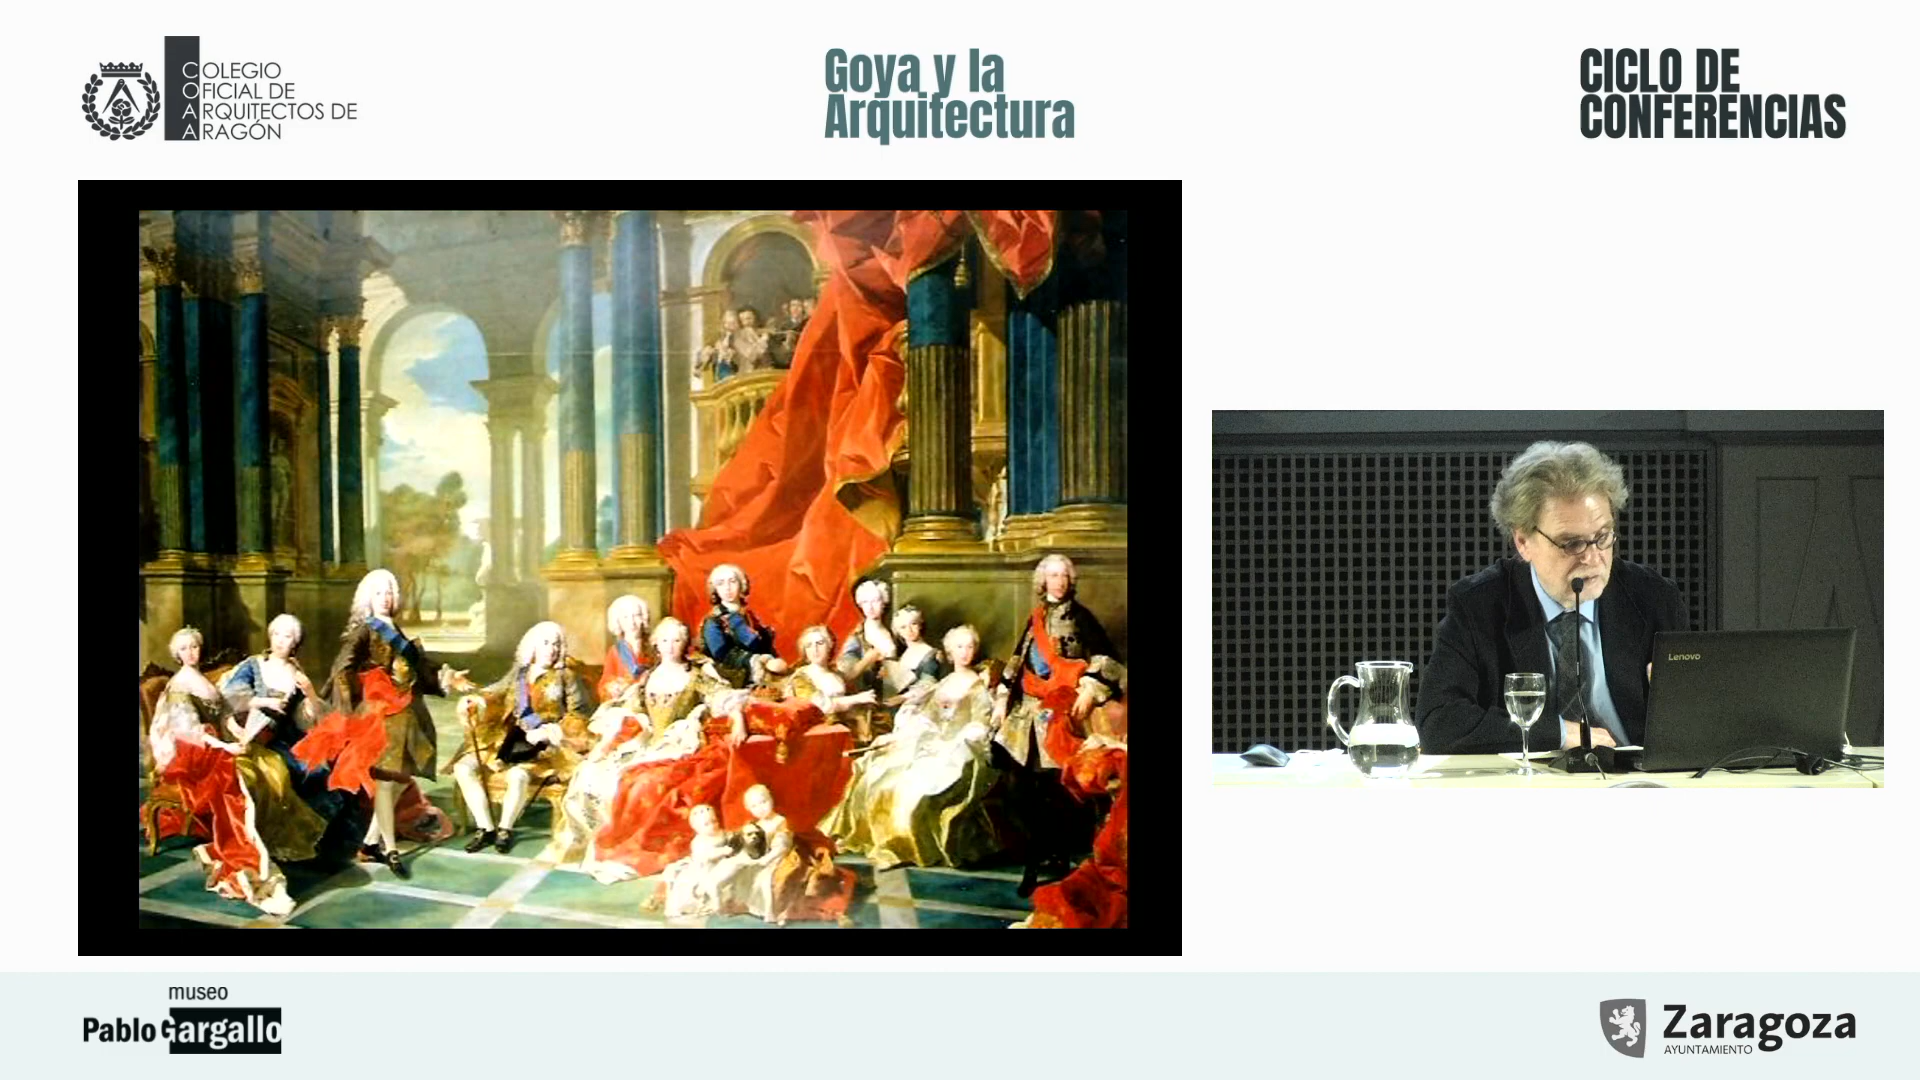 COLEGIO
OFICIAL DE
ARQUITECTOS DE
ARAGÓN
Goya y la
Arquitectura
CICLO DE
CONFERENCIAS
Lenovo
museo
Pablo Gargallo
Zaragoza
AYUNTAMIENTO